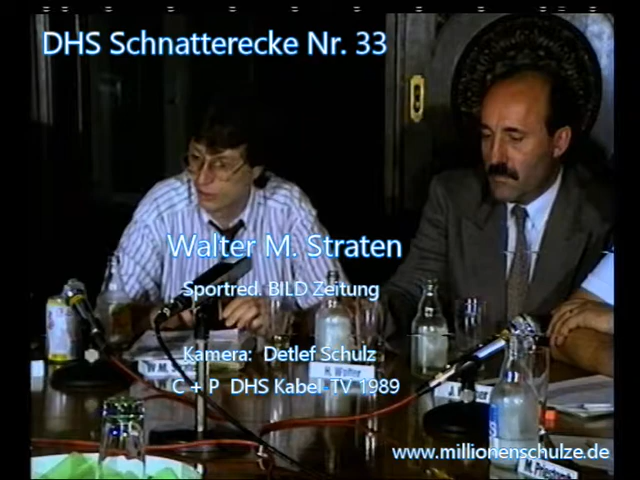 DHS Schnatterecke Nr. 33
Walter M. Straten
Sportred. BILD Zeitung
Kamera: Detlef Schulz
C + P DHS Kabel-TV 1989
H. Wolter
www.millionenschulze.de